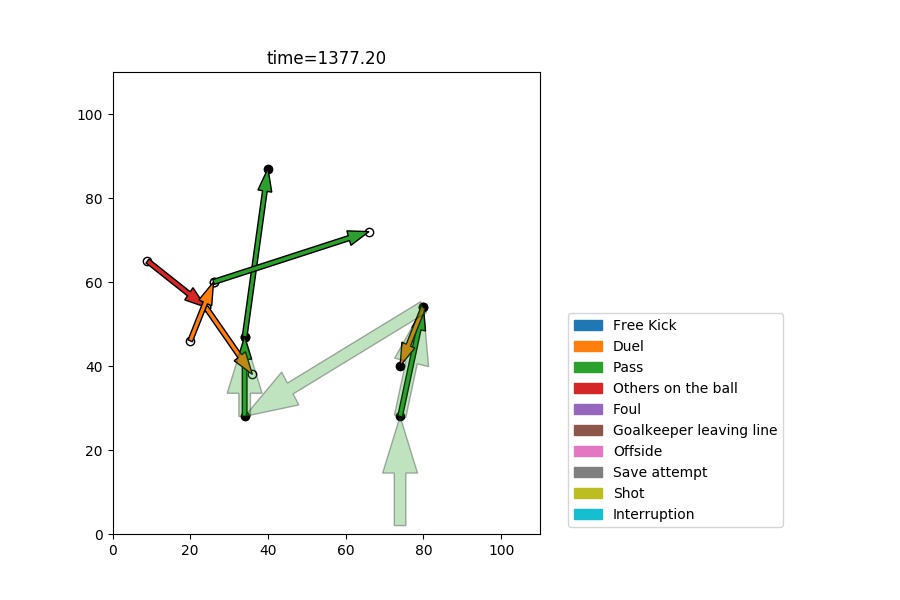 time=1377.20
100
80
60
40
20
0
0 20 40 60 80 100
Free Kick
Duel
Pass
Others on the ball
Foul
Goalkeeper leaving line
Offside
Save attempt
Shot
Interruption